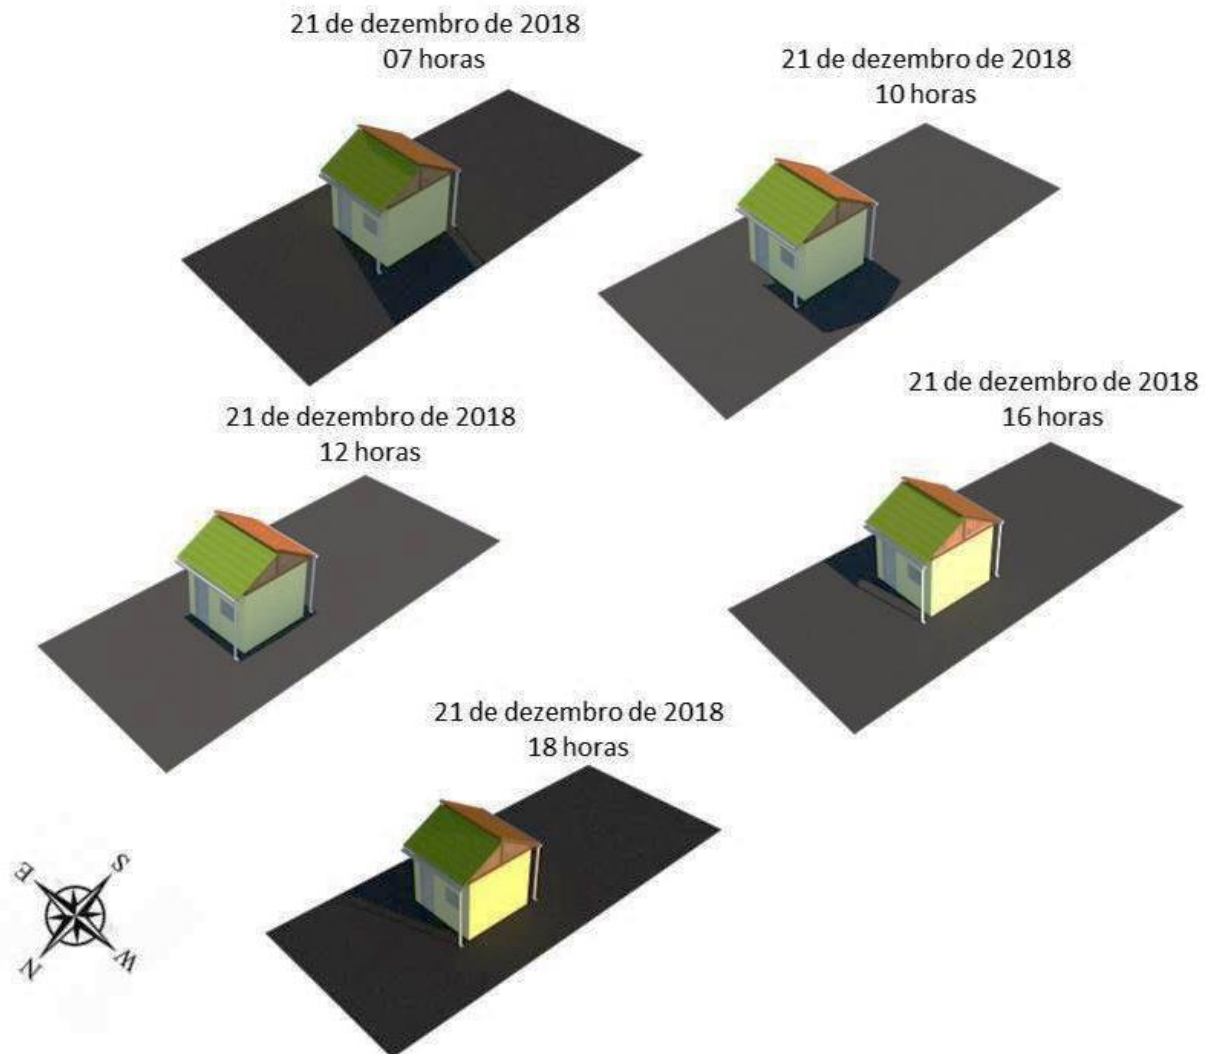 21 de dezembro de 2018
07 horas
21 de dezembro de 2018
10 horas
21 de dezembro de 2018
12 horas
21 de dezembro de 2018
16 horas
21 de dezembro de 2018
18 horas
S
E
W
N